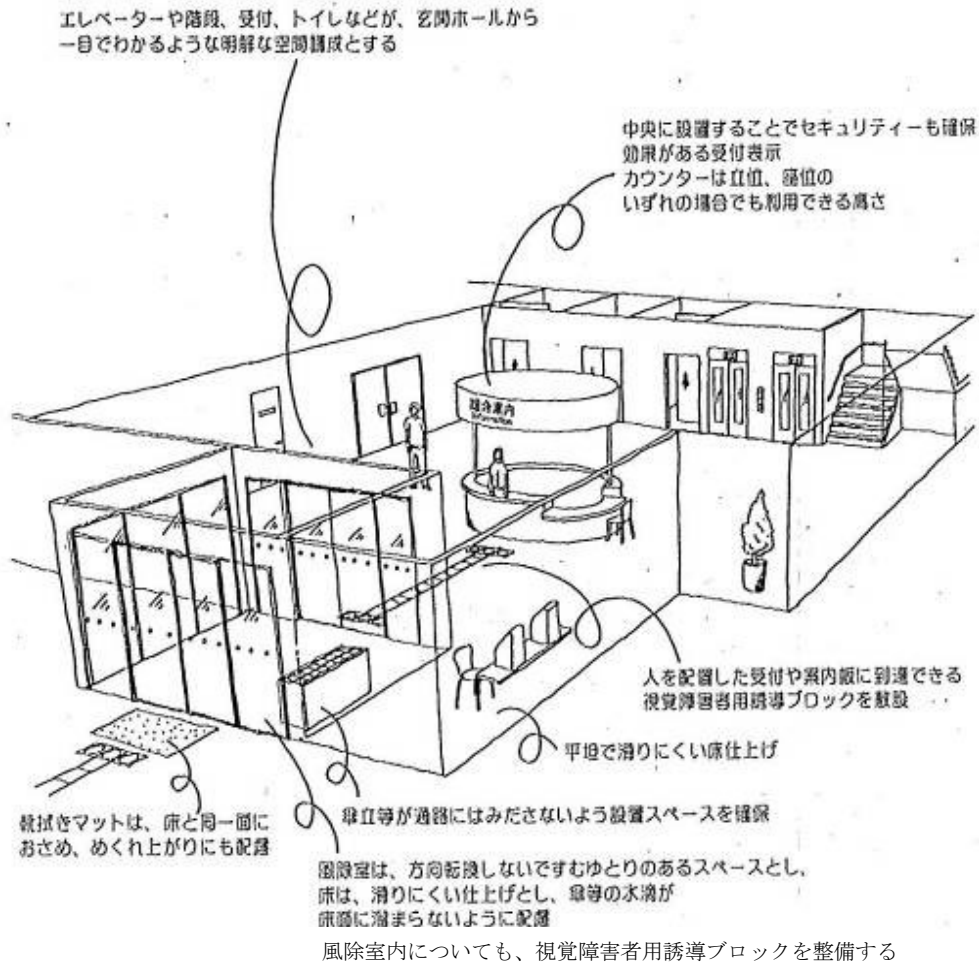 エレベーターや階段、受付、トイレなどが、玄関ホールから
一目でわかるような明解な空間講成とする
中央に設置することでセキュリティーも確保
効果がある受付表示
カウンターは立位、座位の
いずれの場合でも利用できる高さ
総合案内
Information
人を配置した受付や案内板に到達できる
視覚障害者用誘導ブロックを敷設
平坦で滑りにくい床仕上げ
傘立等が通路にはみださないよう設置スペースを確保
靴拭きマットは、床と同一面に
おさめ、めくれ上がりにも配慮
風除室は、方向転換しないですむゆとりのあるスペースとし、
床は、滑りにくい仕上げとし、傘等の水滴が
床面に溜まらないように配慮
風除室内についても、視覚障害者用誘導ブロックを整備する